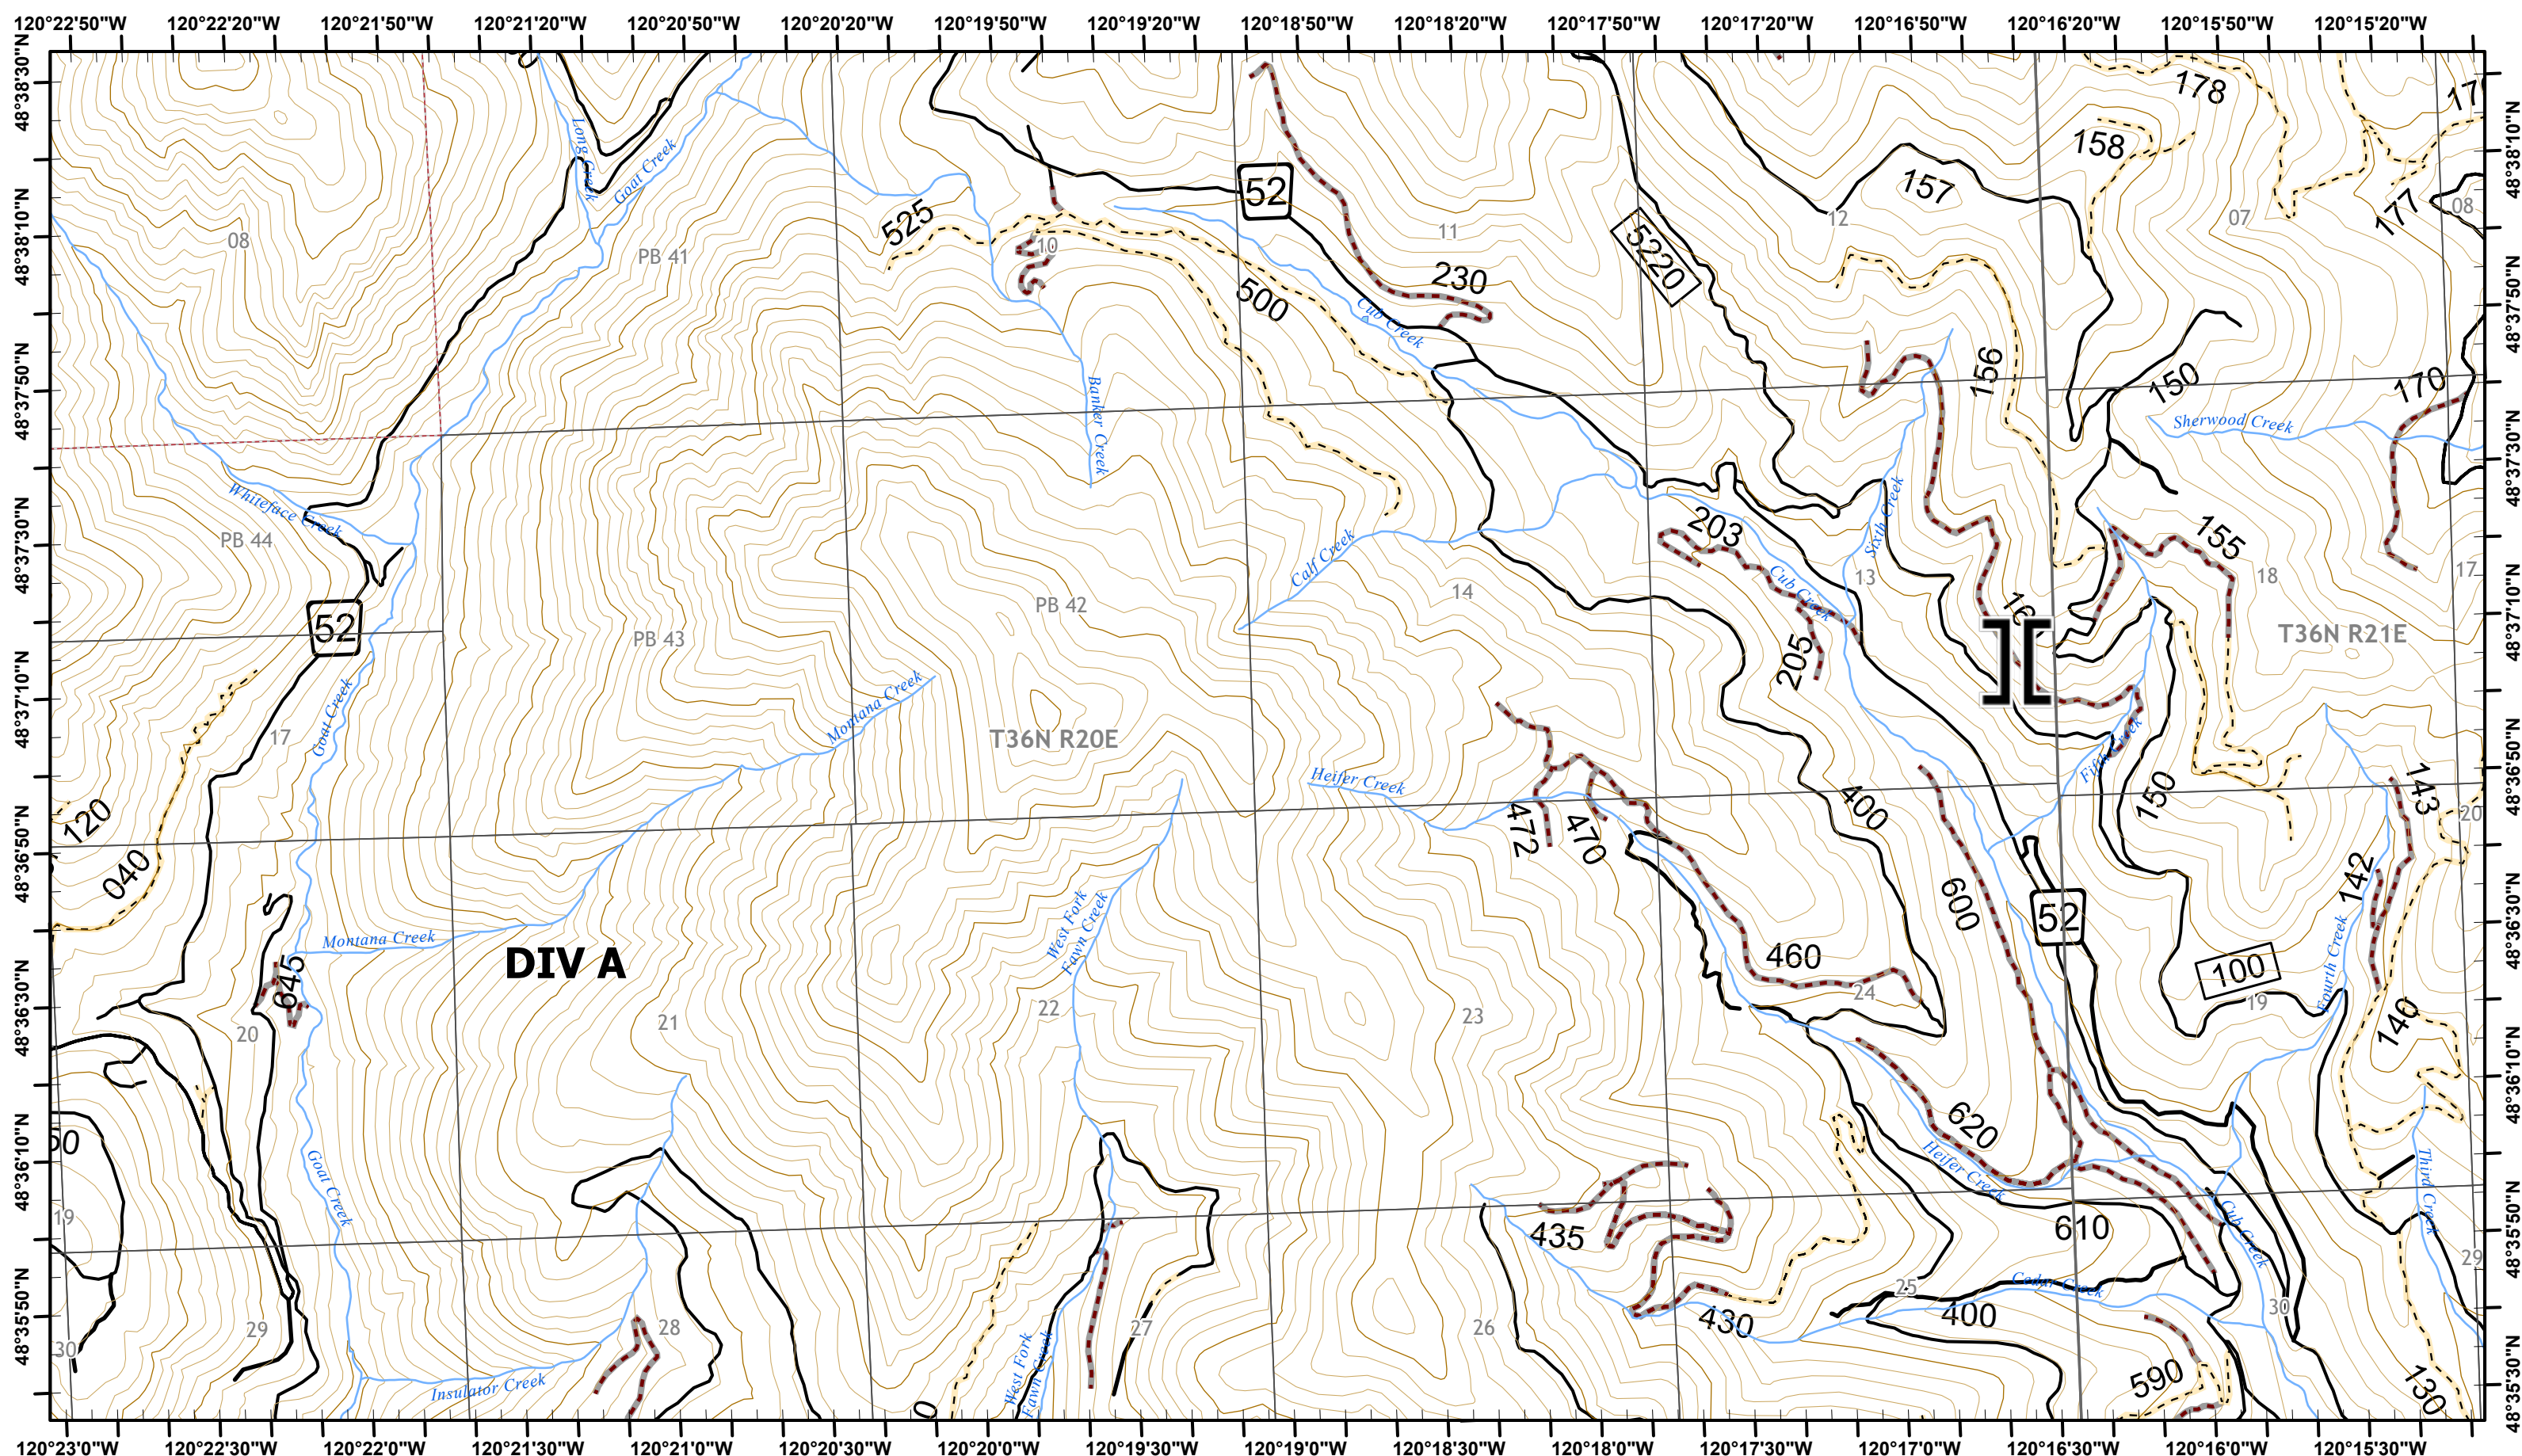 120°22'50"W 120°22'20"W 120°21'50"W 120°21'20"W 120°20'50"W 120°20'20"W 120°19'50"W 120°19'20"W 120°18'50"W 120°18'20"W 120°17'50"W 120°17'20"W 120°16'50"W 120°16'20"W 120°15'50"W 120°15'20"W
48°38'30"N
48°38'10"N
48°37'50"N
48°37'30"N
48°37'10"N
48°36'50"N
48°36'30"N
48°36'10"N
48°35'50"N
178
158
157
Long Creek
Goat Creek
52
177
08
08
525
PB 41
10
11
12
07
5220
230
500
Cub Creek
156
150
170
Banker Creek
Sherwood Creek
Whiteface Creek
PB 44
Calf Creek
203
Sixth Creek
155
Cub Creek
13
18
17
14
PB 42
PB 43
52
205
T36N R21E
Goat Creek
17
Montana Creek
T36N R20E
Fifth Creek
Heifer Creek
120
040
472
470
400
150
143
20
142
600
52
West Fork
Fawn Creek
Montana Creek
DIV A
645
460
24
100
19
Fourth Creek
140
20
21
22
23
620
Heifer Creek
Goat Creek
19
435
610
Cub Creek
Third Creek
29
25
Cedar Creek
400
30
430
29
28
27
26
30
West Fork
Fawn Creek
Insulator Creek
590
130
120°23'0"W 120°22'30"W 120°22'0"W 120°21'30"W 120°21'0"W 120°20'30"W 120°20'0"W 120°19'30"W 120°19'0"W 120°18'30"W 120°18'0"W 120°17'30"W 120°17'0"W 120°16'30"W 120°16'0"W 120°15'30"W